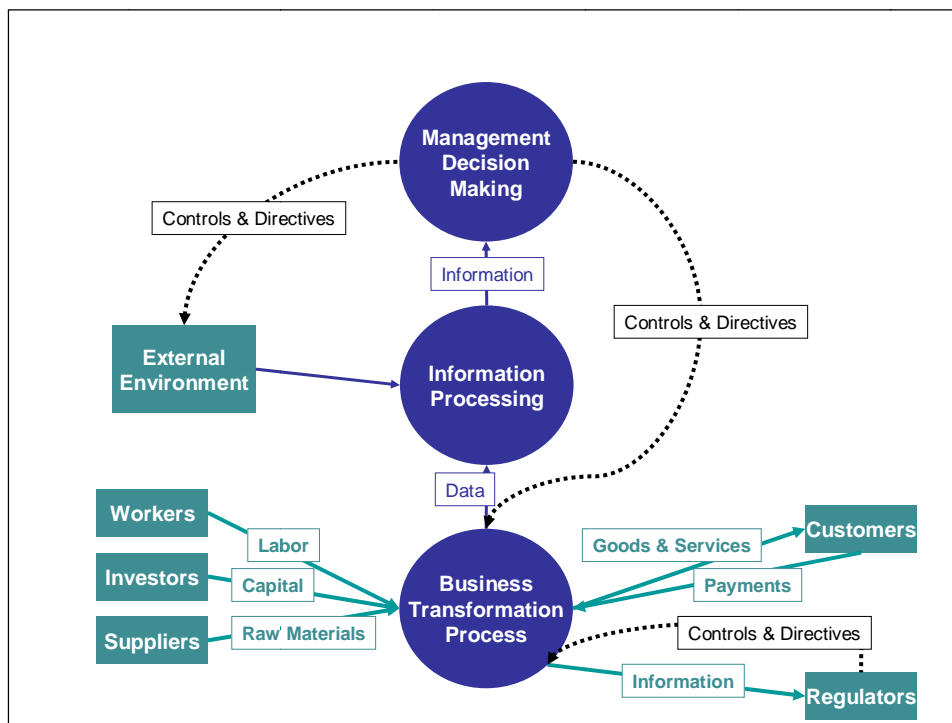 Management
Decision
Making
Controls & Directives
Information
Controls & Directives
External
Environment
Information
Processing
Data
Workers
Labor
Goods & Services
Customers
Investors
Capital
Business
Transformation
Process
Payments
Suppliers
Raw Materials
Controls & Directives
Information
Regulators